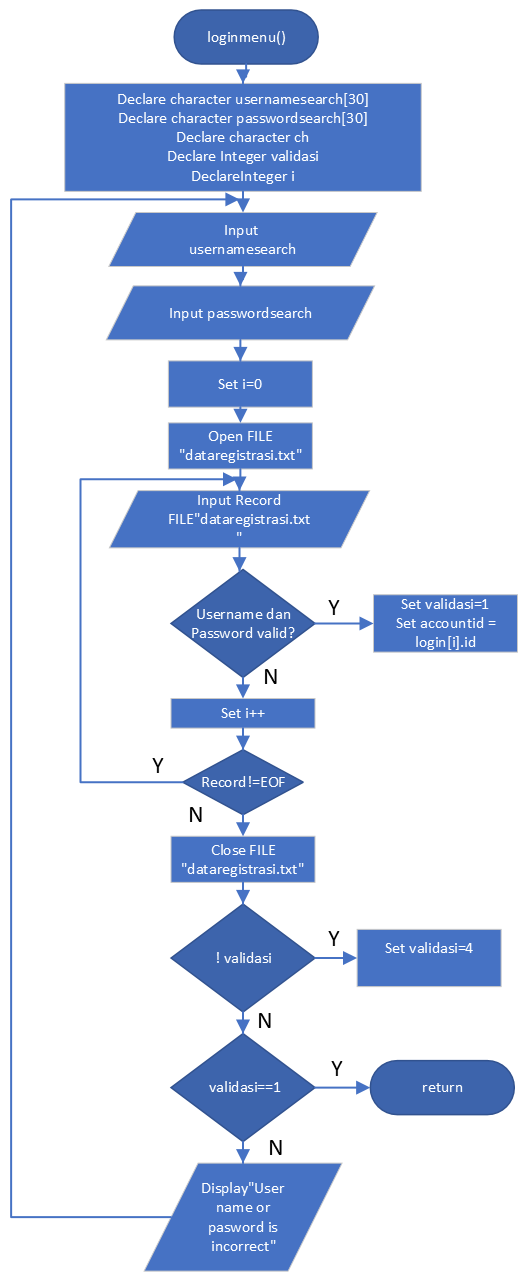 loginmenu()
Declare character usernamesearch[30]
Declare character passwordsearch[30]
Declare character ch
Declare Integer validasi
DeclareInteger i
Input
usernamesearch
Input passwordsearch
Set i=0
Open FILE
"dataregistrasi.txt"
Input Record
FILE"dataregistrasi.txt
"
Username dan
Password valid?
Y
Set validasi=1
Set accountid =
login[i].id
N
Set i++
Y
Record!=EOF
N
Close FILE
"dataregistrasi.txt"
! validasi
Y
Set validasi=4
N
validasi==1
Y
return
N
Display"User
name or
pasword is
incorrect"